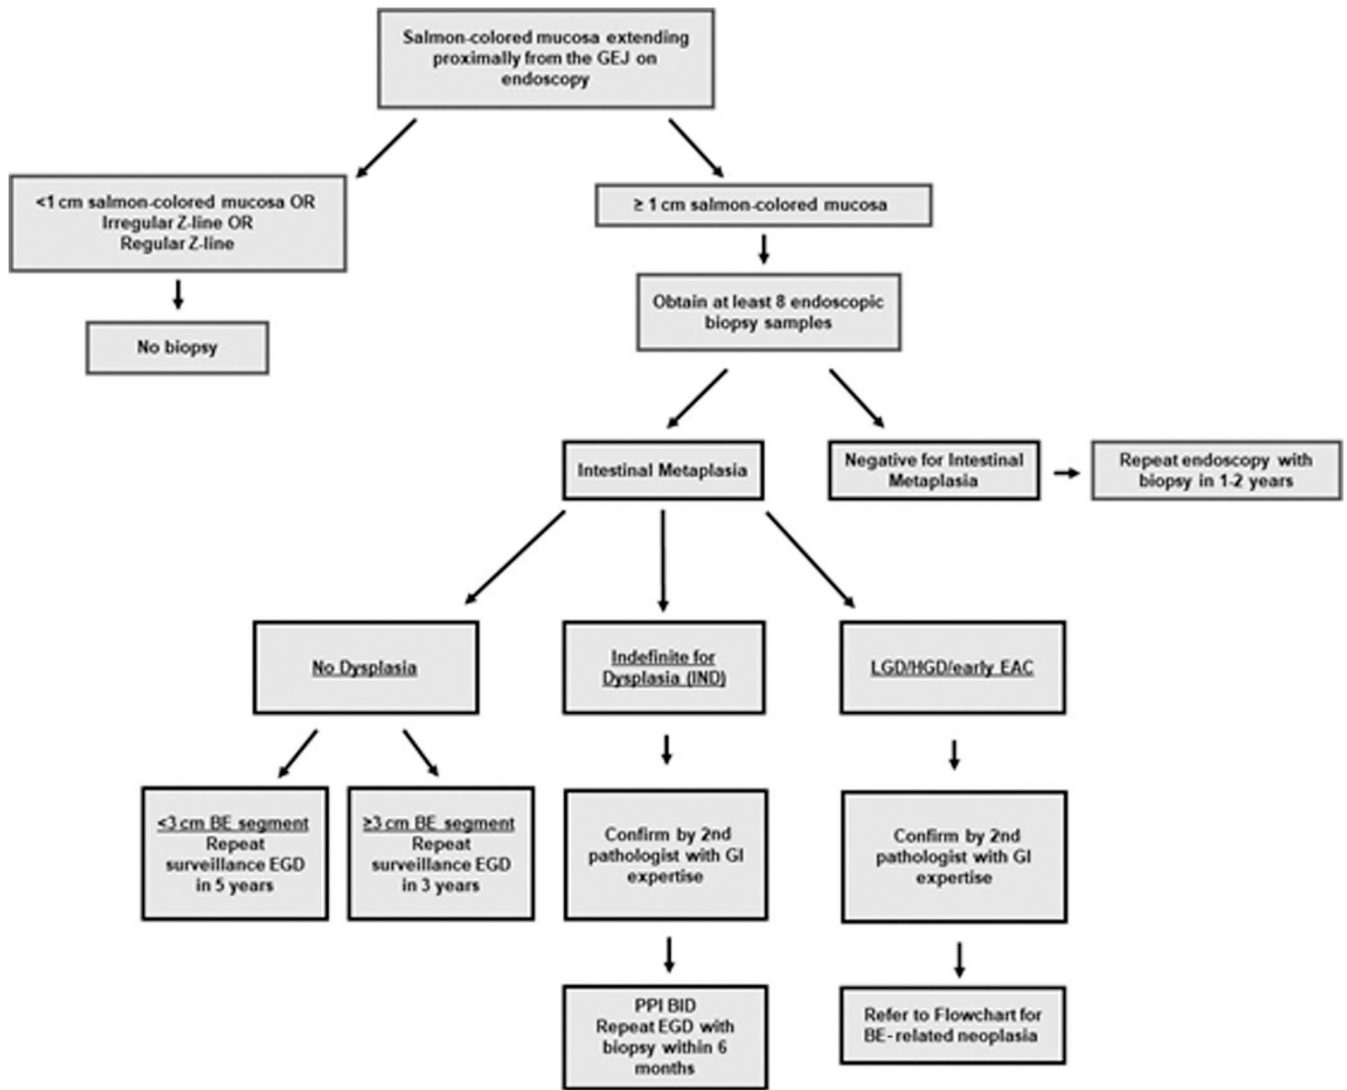 Salmon-colored mucosa extending
proximally from the GEJ on
endoscopy
<1 cm salmon-colored mucosa OR
Irregular Z-line OR
Regular Z-line
≥ 1 cm salmon-colored mucosa
No biopsy
Obtain at least 8 endoscopic
biopsy samples
Intestinal Metaplasia
Negative for Intestinal
Metaplasia
Repeat endoscopy with
biopsy in 1-2 years
No Dysplasia
Indefinite for
Dysplasia (IND)
LGD/HGD/early EAC
<3 cm BE segment
Repeat
surveillance EGD
in 5 years
≥3 cm BE segment
Repeat
surveillance EGD
in 3 years
Confirm by 2nd
pathologist with GI
expertise
Confirm by 2nd
pathologist with GI
expertise
PPI BID
Repeat EGD with
biopsy within 6
months
Refer to Flowchart for
BE- related neoplasia